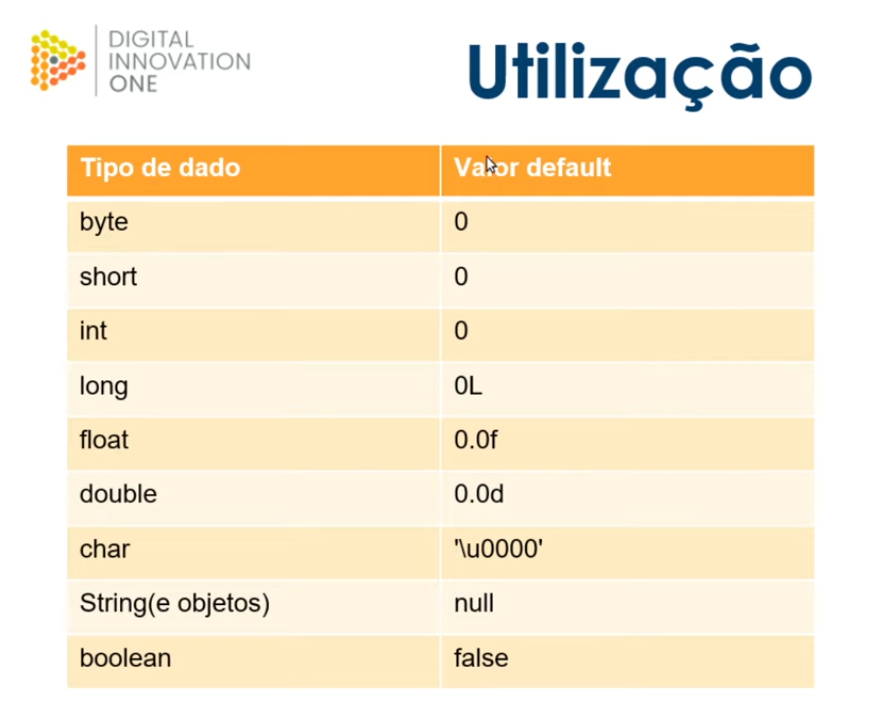 DIGITAL
INNOVATION
ONE
Utilização
Tipo de dado Valor default
byte 0
short 0
int 0
long 0L
float 0.0f
double 0.0d
char '\u0000'
String(e objetos) null
boolean false